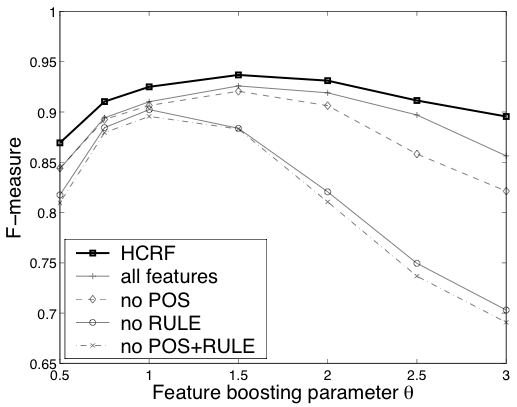 1
0.95
0.9
0.85
0.8
0.75
0.7
0.65
F−measure
HCRF
all features
no POS
no RULE
no POS+RULE
0.5 1 1.5 2 2.5 3
Feature boosting parameter θ